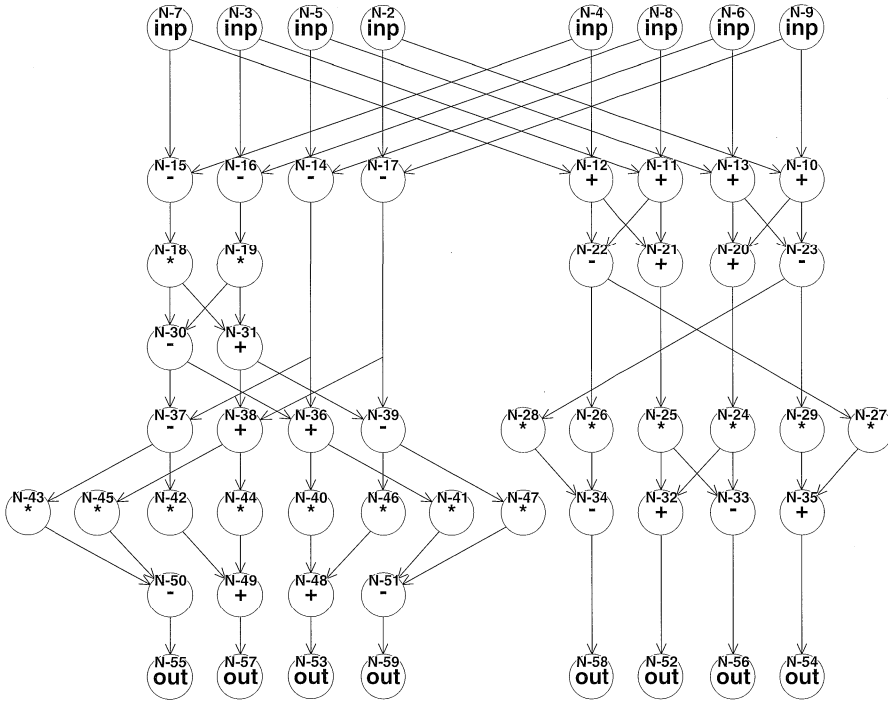 N-7 N-3 N-5 N-2 N-4 N-8 N-6 N-9
inp inp inp inp inp inp inp inp
N-15 N-16 N-14 N-17 N-12 N-11 N-13 N-10
- - - - + + + +
N-18 N-19 N-22 N-21 N-20 N-23
* * - + + -
N-30 N-31
- +
N-37 N-38 N-36 N-39 N-28 N-26 N-25 N-24 N-29 N-27
- + + - * * * * * *
N-43 N-45 N-42 N-44 N-40 N-46 N-41 N-47 N-34 N-32 N-33 N-35
* * * * * * * * - + - +
N-50 N-49 N-48 N-51
- + + -
N-55 N-57 N-53 N-59 N-58 N-52 N-56 N-54
out out out out out out out out